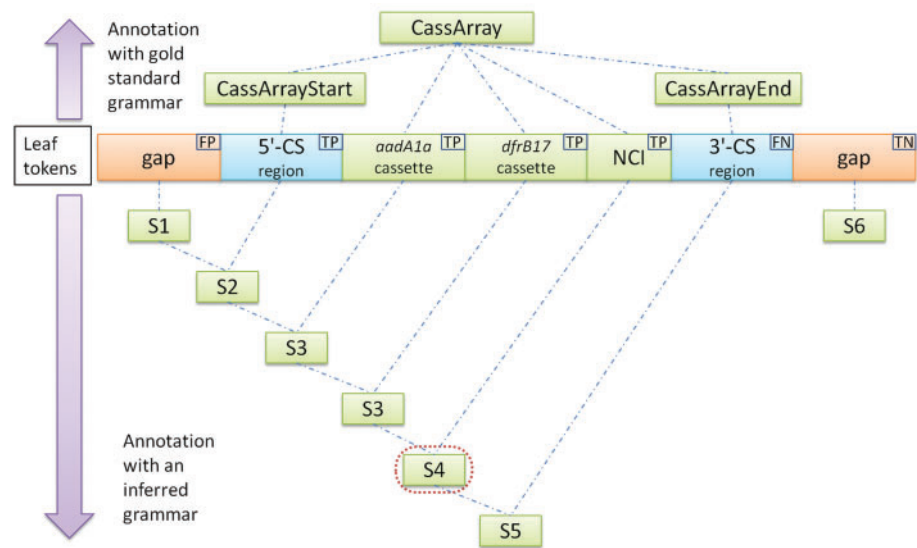 Annotation
with gold
standard
grammar
CassArray
CassArrayStart
CassArrayEnd
Leaf
tokens
gap FP
5'-CS TP
region
aadA1a TP
cassette
dfrB17 TP
cassette
NCI TP
3'-CS FN
region
gap TN
S1
S6
S2
S3
S3
S4
S5
Annotation
with an
inferred
grammar